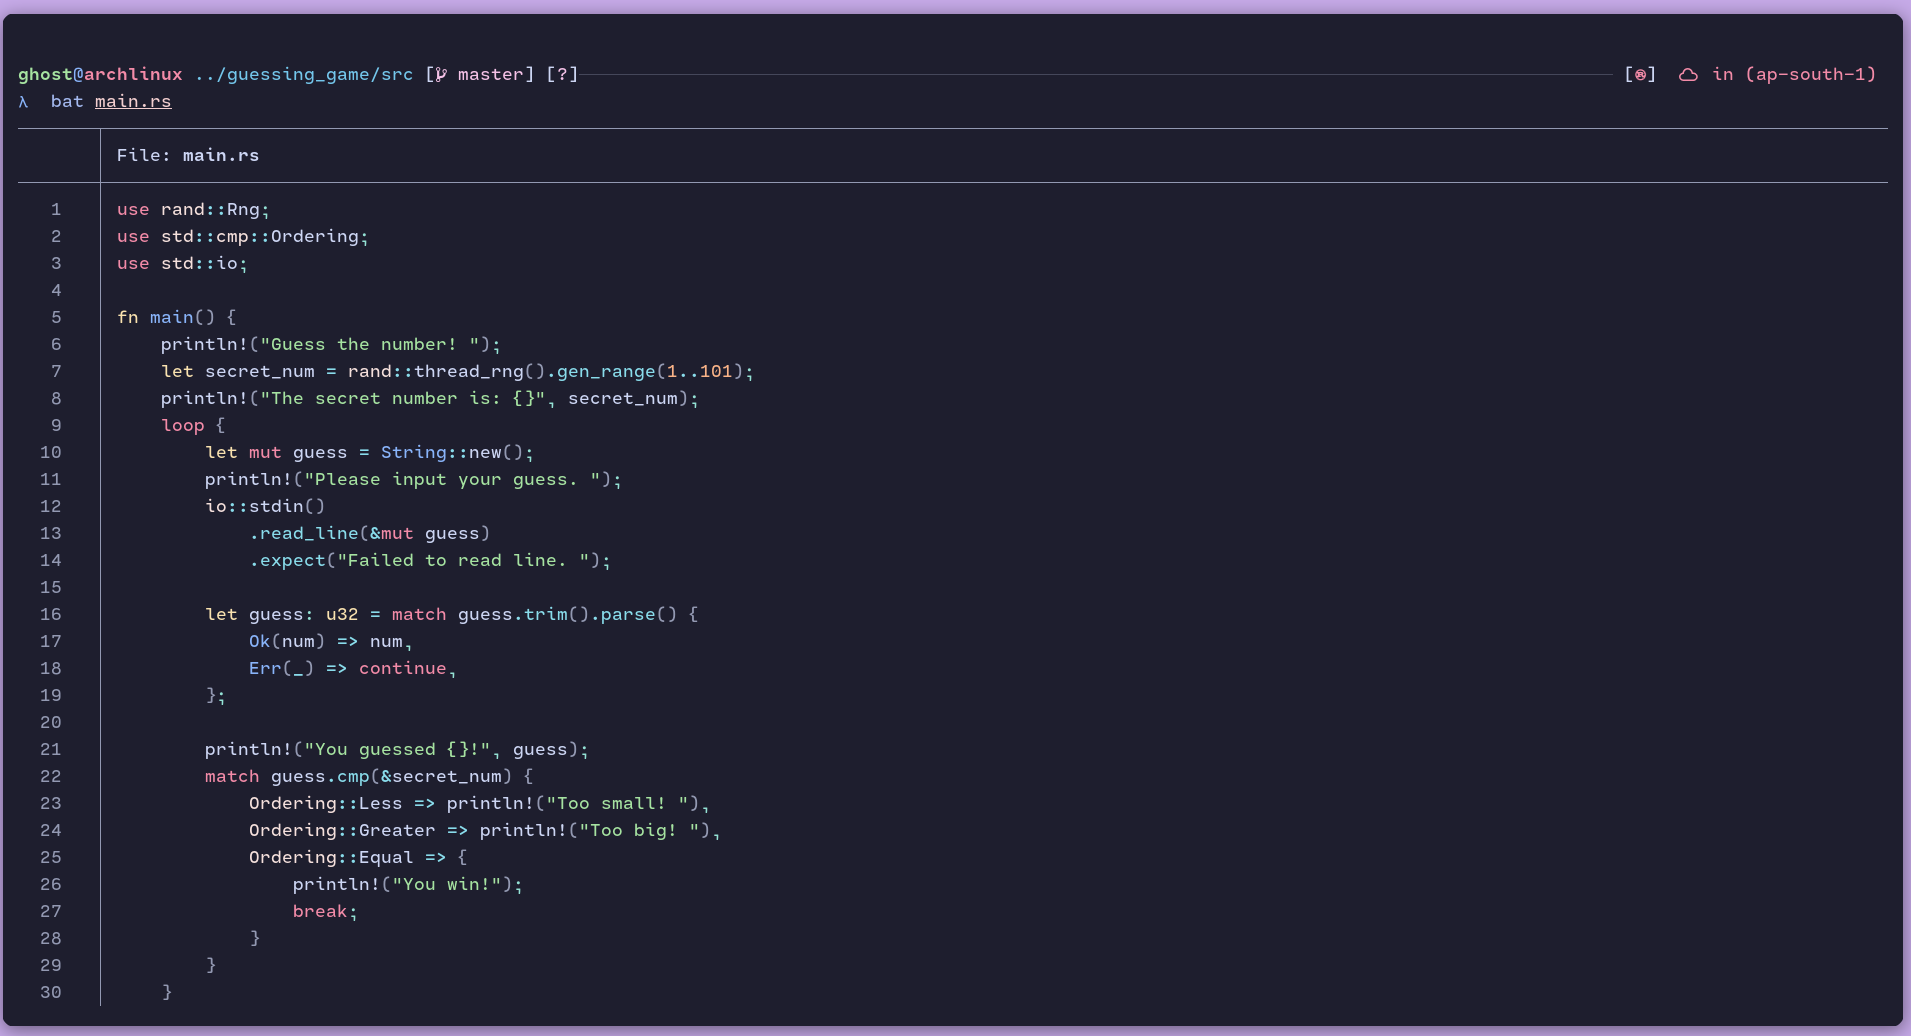 ghost@archlinux ../guessing_game/src [ master] [?] [®] in (ap-south-1)
λ  bat main.rs
File: main.rs
1 use rand::Rng;
2 use std::cmp::Ordering;
3 use std::io;
4
5 fn main() {
6     println!("Guess the number! ");
7     let secret_num = rand::thread_rng().gen_range(1..101);
8     println!("The secret number is: {}", secret_num);
9     loop {
10         let mut guess = String::new();
11         println!("Please input your guess. ");
12         io::stdin()
13             .read_line(&mut guess)
14             .expect("Failed to read line. ");
15
16         let guess: u32 = match guess.trim().parse() {
17             Ok(num) => num,
18             Err(_) => continue,
19         };
20
21         println!("You guessed {}!", guess);
22         match guess.cmp(&secret_num) {
23             Ordering::Less => println!("Too small! "),
24             Ordering::Greater => println!("Too big! "),
25             Ordering::Equal => {
26                 println!("You win!");
27                 break;
28             }
29         }
30     }